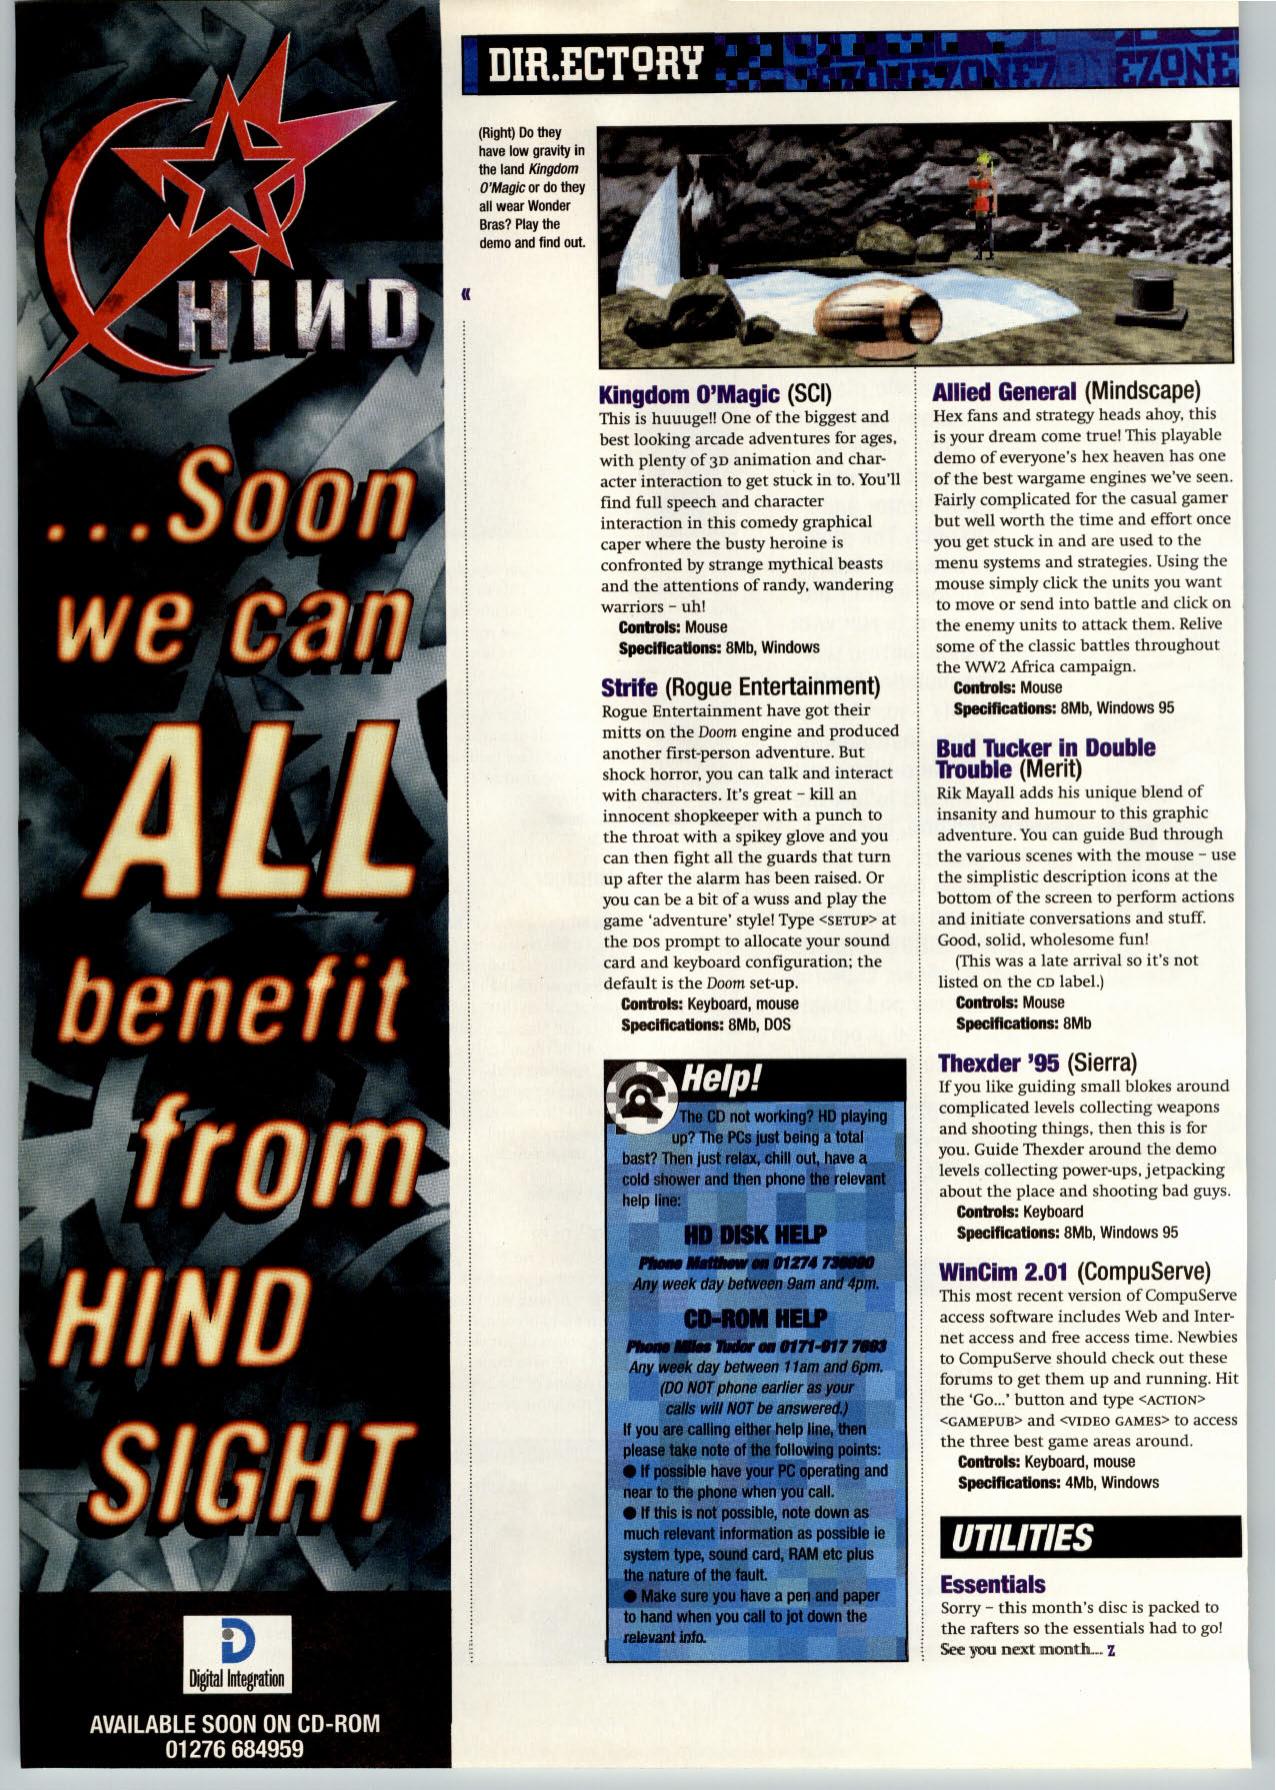 HIND
...Soon
we can
ALL
benefit
from
HIND
SIGHT
Digital Integration
AVAILABLE SOON ON CD-ROM
01276 684959
DIR.ECTORY
(Right) Do they
have low gravity in
the land Kingdom
O'Magic or do they
all wear Wonder
Bras? Play the
demo and find out.
«
Kingdom O'Magic (SCI)
This is huuuge!! One of the biggest and
best looking arcade adventures for ages,
with plenty of 3D animation and char-
acter interaction to get stuck in to. You'll
find full speech and character
interaction in this comedy graphical
caper where the busty heroine is
confronted by strange mythical beasts
and the attentions of randy, wandering
warriors – uh!
Controls: Mouse
Specifications: 8Mb, Windows
Strife (Rogue Entertainment)
Rogue Entertainment have got their
mitts on the Doom engine and produced
another first-person adventure. But
shock horror, you can talk and interact
with characters. It's great – kill an
innocent shopkeeper with a punch to
the throat with a spikey glove and you
can then fight all the guards that turn
up after the alarm has been raised. Or
you can be a bit of a wuss and play the
game 'adventure' style! Type <SETUP> at
the DOS prompt to allocate your sound
card and keyboard configuration; the
default is the Doom set-up.
Controls: Keyboard, mouse
Specifications: 8Mb, DOS
Help!
The CD not working? HD playing
up? The PCs just being a total
bast? Then just relax, chill out, have a
cold shower and then phone the relevant
help line:
HD DISK HELP
Phone Matthew on 01274
Any week day between 9am and 4pm.
CD-ROM HELP
Phone Miles Tudor on
Any week day between 11am and 6pm.
(DO NOT phone earlier as your
calls will NOT be answered.)
If you are calling either help line, then
please take note of the following points:
● If possible have your PC operating and
near to the phone when you call.
● If this is not possible, note down as
much relevant information as possible ie
system type, sound card, RAM etc plus
the nature of the fault.
● Make sure you have a pen and paper
to hand when you call to jot down the
relevant info.
Allied General (Mindscape)
Hex fans and strategy heads ahoy, this
is your dream come true! This playable
demo of everyone's hex heaven has one
of the best wargame engines we've seen.
Fairly complicated for the casual gamer
but well worth the time and effort once
you get stuck in and are used to the
menu systems and strategies. Using the
mouse simply click the units you want
to move or send into battle and click on
the enemy units to attack them. Relive
some of the classic battles throughout
the WW2 Africa campaign.
Controls: Mouse
Specifications: 8Mb, Windows 95
Bud Tucker in Double
Trouble (Merit)
Rik Mayall adds his unique blend of
insanity and humour to this graphic
adventure. You can guide Bud through
the various scenes with the mouse – use
the simplistic description icons at the
bottom of the screen to perform actions
and initiate conversations and stuff.
Good, solid, wholesome fun!
(This was a late arrival so it's not
listed on the CD label.)
Controls: Mouse
Specifications: 8Mb
Thexder '95 (Sierra)
If you like guiding small blokes around
complicated levels collecting weapons
and shooting things, then this is for
you. Guide Thexder around the demo
levels collecting power-ups, jetpacking
about the place and shooting bad guys.
Controls: Keyboard
Specifications: 8Mb, Windows 95
WinCim 2.01 (CompuServe)
This most recent version of CompuServe
access software includes Web and Inter-
net access and free access time. Newbies
to CompuServe should check out these
forums to get them up and running. Hit
the 'Go...' button and type <ACTION>
<GAMEPUB> and <VIDEO GAMES> to access
the three best game areas around.
Controls: Keyboard, mouse
Specifications: 4Mb, Windows
UTILITIES
Essentials
Sorry – this month's disc is packed to
the rafters so the essentials had to go!
See you next month.... Z